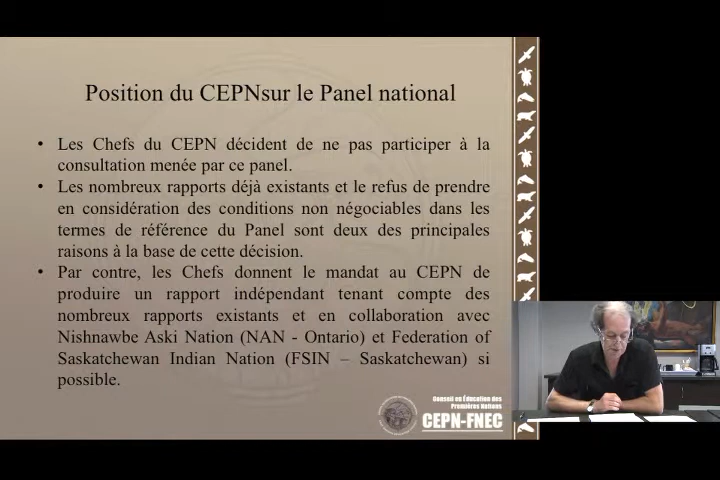 Position du CEPNsur le Panel national
• Les Chefs du CEPN décident de ne pas participer à la
consultation menée par ce panel.
• Les nombreux rapports déjà existants et le refus de prendre
en considération des conditions non négociables dans les
termes de référence du Panel sont deux des principales
raisons à la base de cette décision.
• Par contre, les Chefs donnent le mandat au CEPN de
produire un rapport indépendant tenant compte des
nombreux rapports existants et en collaboration avec
Nishnawbe Aski Nation (NAN - Ontario) et Federation of
Saskatchewan Indian Nation (FSIN – Saskatchewan) si
possible.
Conseil en Éducation des
Premières Nations
CEPN-FNEC